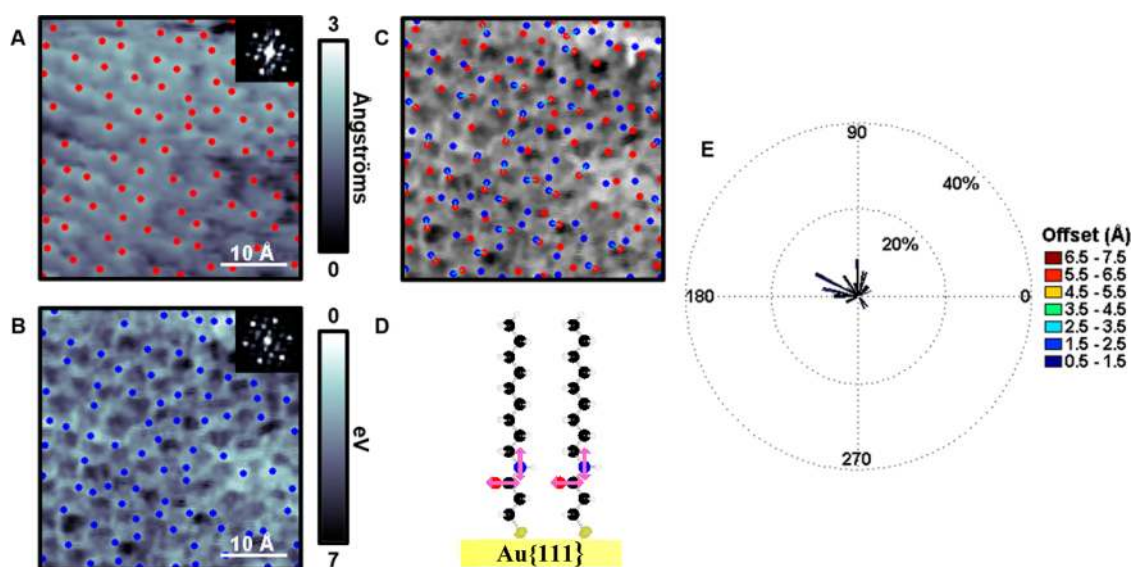 A
3
Ångströms
0
10 Å
B
0
eV
7
10 Å
C
D
Au{111}
E
90
40%
20%
180
0
270
Offset (Å)
6.5 - 7.5
5.5 - 6.5
4.5 - 5.5
3.5 - 4.5
2.5 - 3.5
1.5 - 2.5
0.5 - 1.5